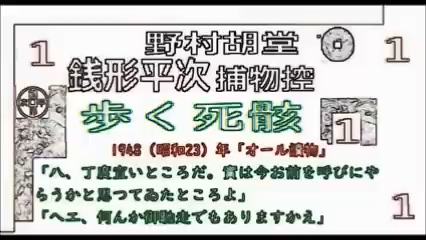 野村胡堂
銭形平次 捕物控
歩く死骸
1948（昭和23）年「オール讀物」
「ハ、丁度宜いところだ。實は今お前を呼びにや
らうかと思つてゐたところよ」
「ヘエ、何んか御馳走でもありますかえ」
1
1
1
1
1